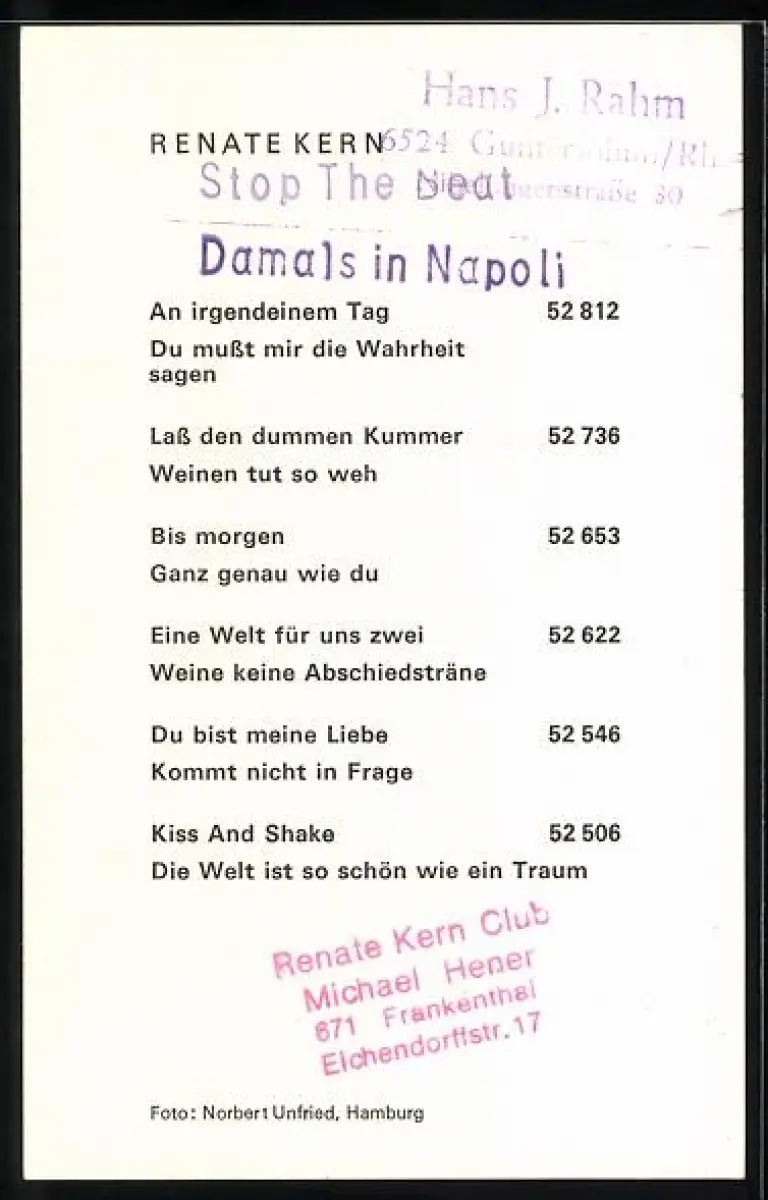 Hans J. Rahm
RENATE KERN
6524
Stop The Beat
30
Damals in Napoli
An irgendeinem Tag 52 812
Du mußt mir die Wahrheit
sagen
Laß den dummen Kummer 52 736
Weinen tut so weh
Bis morgen 52 653
Ganz genau wie du
Eine Welt für uns zwei 52 622
Weine keine Abschiedsträne
Du bist meine Liebe 52 546
Kommt nicht in Frage
Kiss And Shake 52 506
Die Welt ist so schön wie ein Traum
Renate Kern Club
Michael Hener
671 Frankenthal
Eichendorffstr. 17
Foto: Norbert Unfried, Hamburg